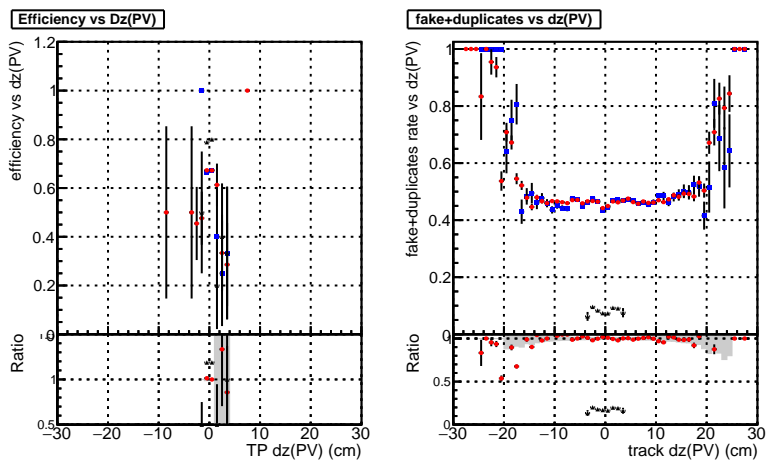 Efficiency vs Dz(PV)
efficiency vs dz(PV)
1.2
1
0.8
0.6
0.4
0.2
0
Ratio
1.5
1
0.5
−30 −20 −10 0 10 20 30
TP dz(PV) (cm)
fake+duplicates vs dz(PV)
fake+duplicates rate vs dz(PV)
1
0.8
0.6
0.4
0.2
0
Ratio
1
0.5
0
−30 −20 −10 0 10 20 30
track dz(PV) (cm)